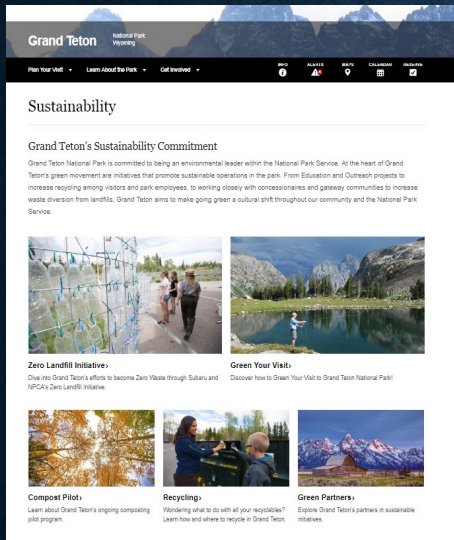 Grand Teton
National Park
Wyoming
Plan Your Visit
Learn About the Park
Get Involved
INFO
ALERTS
MAPS
CALENDAR
RESERVE
Sustainability
Grand Teton's Sustainability Commitment
Grand Teton National Park is committed to being an environmental leader within the National Park Service. At the heart of Grand
Teton's green movement are initiatives that promote sustainable operations in the park. From Education and Outreach projects to
increase recycling among visitors and park employees, to working closely with concessionaires and gateway communities to increase
waste diversion from landfills, Grand Teton aims to make going green a cultural shift throughout our community and the National Park
Service.
Zero Landfill Initiative›
Dive into Grand Teton's efforts to become Zero Waste through Subaru and
NPCA's Zero Landfill Initiative.
Green Your Visit›
Discover how to Green Your Visit to Grand Teton National Park!
Compost Pilot›
Learn about Grand Teton's ongoing composting
pilot program.
Recycling›
Wondering what to do with all your recyclables?
Learn how and where to recycle in Grand Teton.
Green Partners›
Explore Grand Teton's partners in sustainable
initiatives.